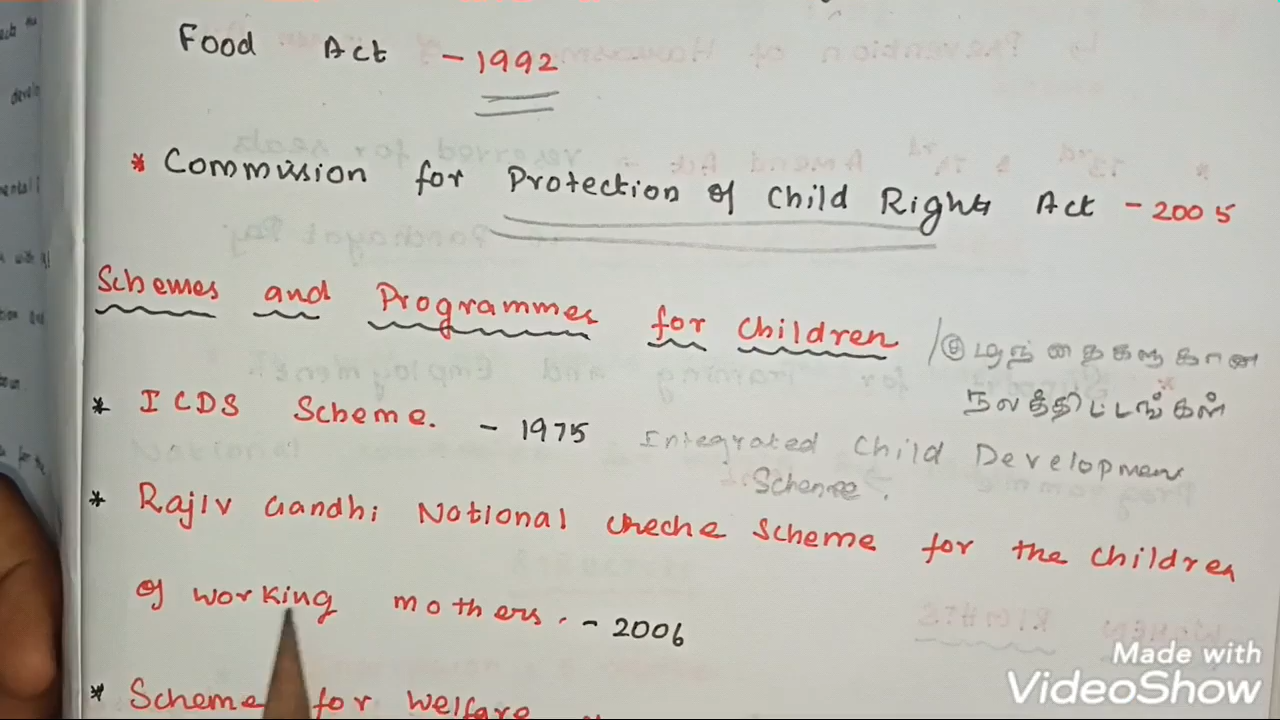 Food Act - 1992
* Commission for Protection of Child Rights Act - 2005
Schemes and Programmes for Children / குழந்தைகளுகான
நலத்திட்டங்கள்
* ICDS Scheme. - 1975 Integrated Child Development
Scheme.
* Rajiv Gandhi National creche scheme for the children
of working mothers. - 2006
* Scheme for welfare
Made with
VideoShow